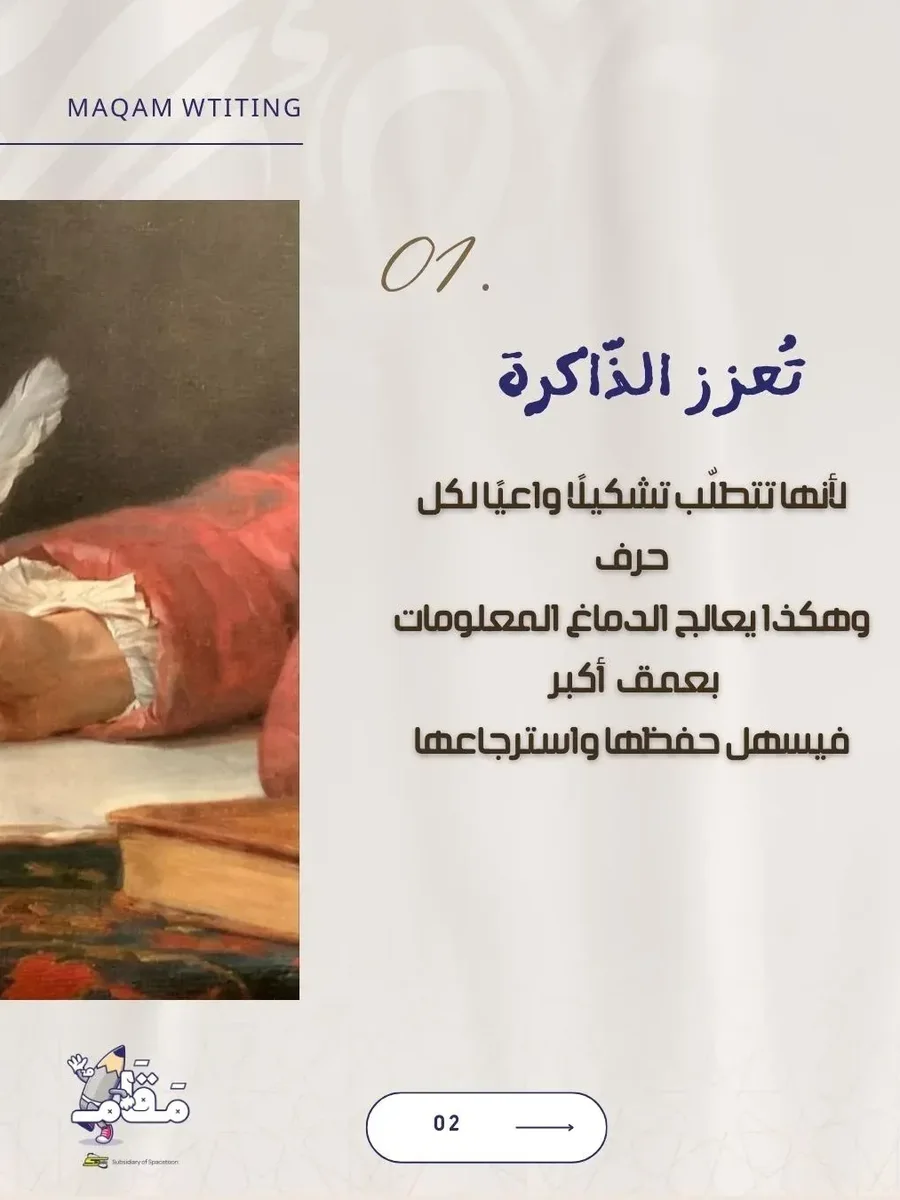 MAQAM WTITING
01.
تُعزز الذّاكرة
لأنها تتطلّب تشكيلًا واعيًا لكل
حرف
وهكذا يعالج الدماغ المعلومات
بعمق أكبر
فيسهل حفظها واسترجاعها
مَقَام
Subsidiary of Spacetoon
02